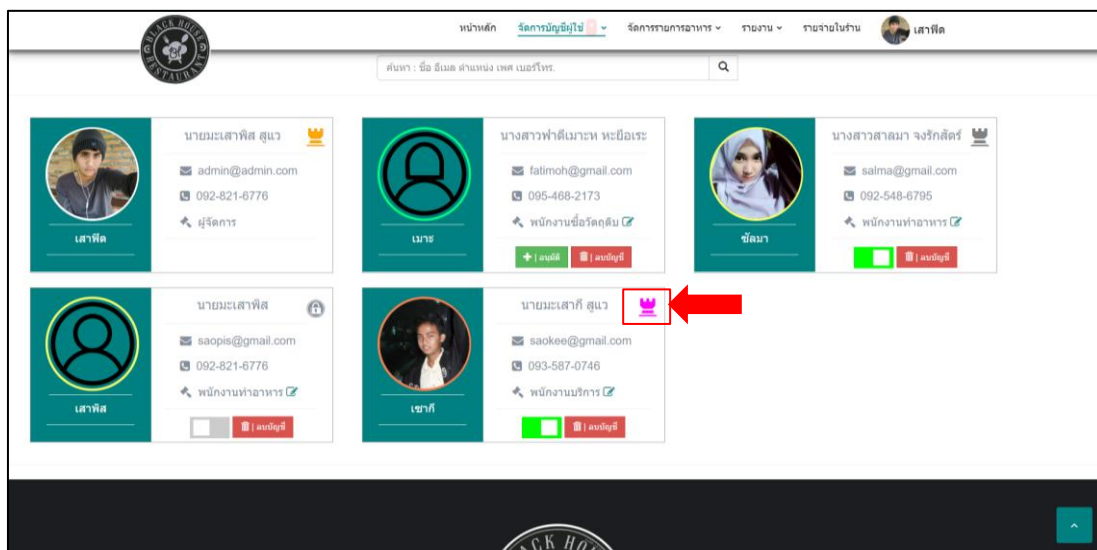 BLACK HOUSE
RESTAURANT
หน้าหลัก จัดการบัญชีผู้ใช้ จัดการรายการอาหาร รายงาน รายจ่ายในร้าน เสาฟีด
ค้นหา : ชื่อ อีเมล ตำแหน่ง เพศ เบอร์โทร.
นายมะเสาพิส สูแว
admin@admin.com
092-821-6776
ผู้จัดการ
เสาฟีด
นางสาวฟาตีเมาะห หะยีอเระ
fatimoh@gmail.com
095-468-2173
พนักงานซื้อวัตถุดิบ
เมาะ
+ | อนุมัติ | ลบบัญชี
นางสาวสาลมา จงรักสัตร์
salma@gmail.com
092-548-6795
พนักงานทำอาหาร
ซัลมา
| ลบบัญชี
นายมะเสาพิส
saopis@gmail.com
092-821-6776
พนักงานทำอาหาร
เสาพิส
| ลบบัญชี
นายมะเสากี สูแว
saokee@gmail.com
093-587-0746
พนักงานบริการ
เซากี
| ลบบัญชี